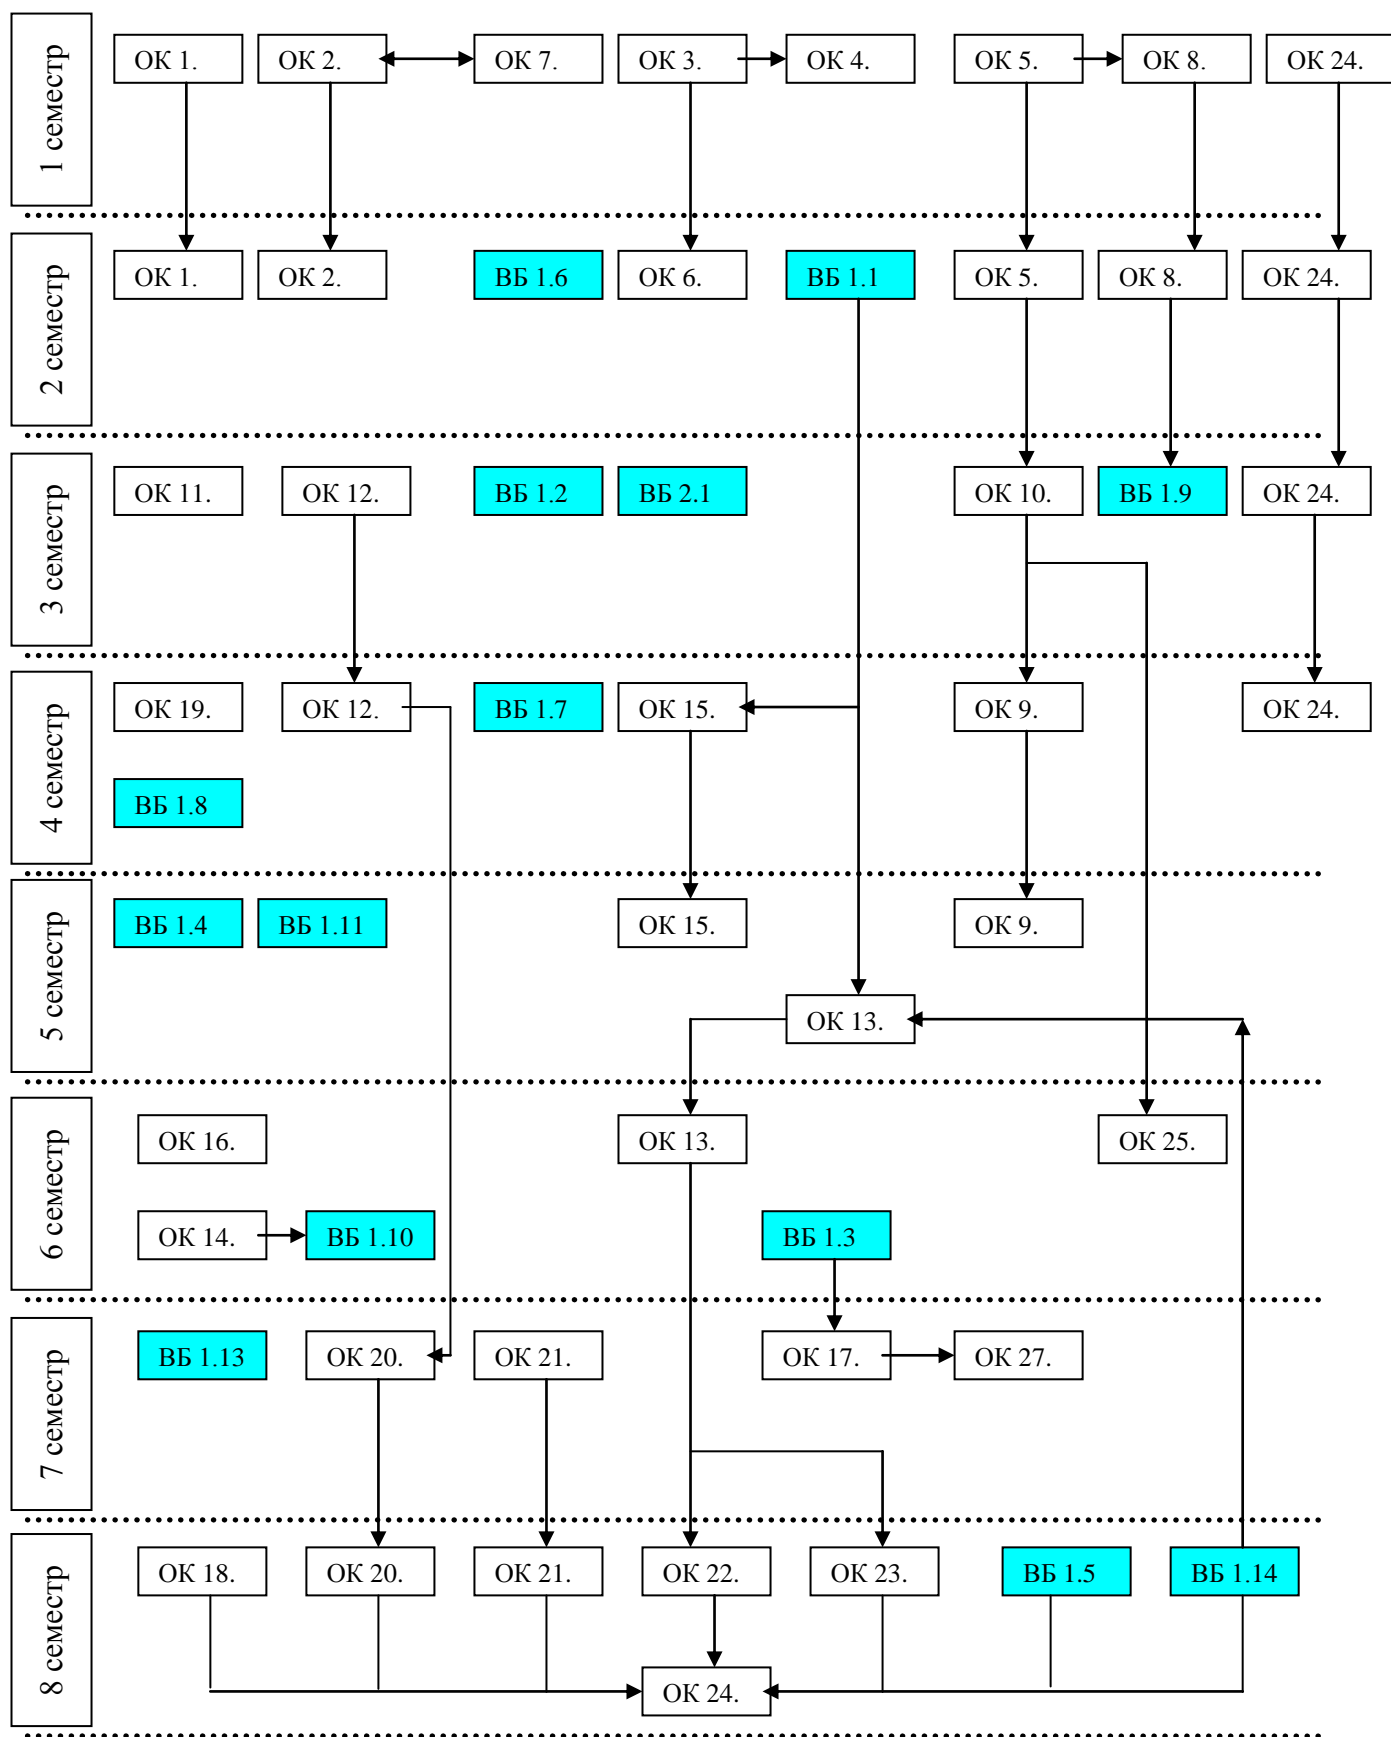 1 семестр
ОК 1. ОК 2. ОК 7. ОК 3. ОК 4. ОК 5. ОК 8. ОК 24.
2 семестр
ОК 1. ОК 2. ВБ 1.6 ОК 6. ВБ 1.1 ОК 5. ОК 8. ОК 24.
3 семестр
ОК 11. ОК 12. ВБ 1.2 ВБ 2.1 ОК 10. ВБ 1.9 ОК 24.
4 семестр
ОК 19. ОК 12. ВБ 1.7 ОК 15. ОК 9. ОК 24.
ВБ 1.8
5 семестр
ВБ 1.4 ВБ 1.11 ОК 15. ОК 9.
ОК 13.
6 семестр
ОК 16. ОК 13. ОК 25.
ОК 14. ВБ 1.10 ВБ 1.3
7 семестр
ВБ 1.13 ОК 20. ОК 21. ОК 17. ОК 27.
8 семестр
ОК 18. ОК 20. ОК 21. ОК 22. ОК 23. ВБ 1.5 ВБ 1.14
ОК 24.